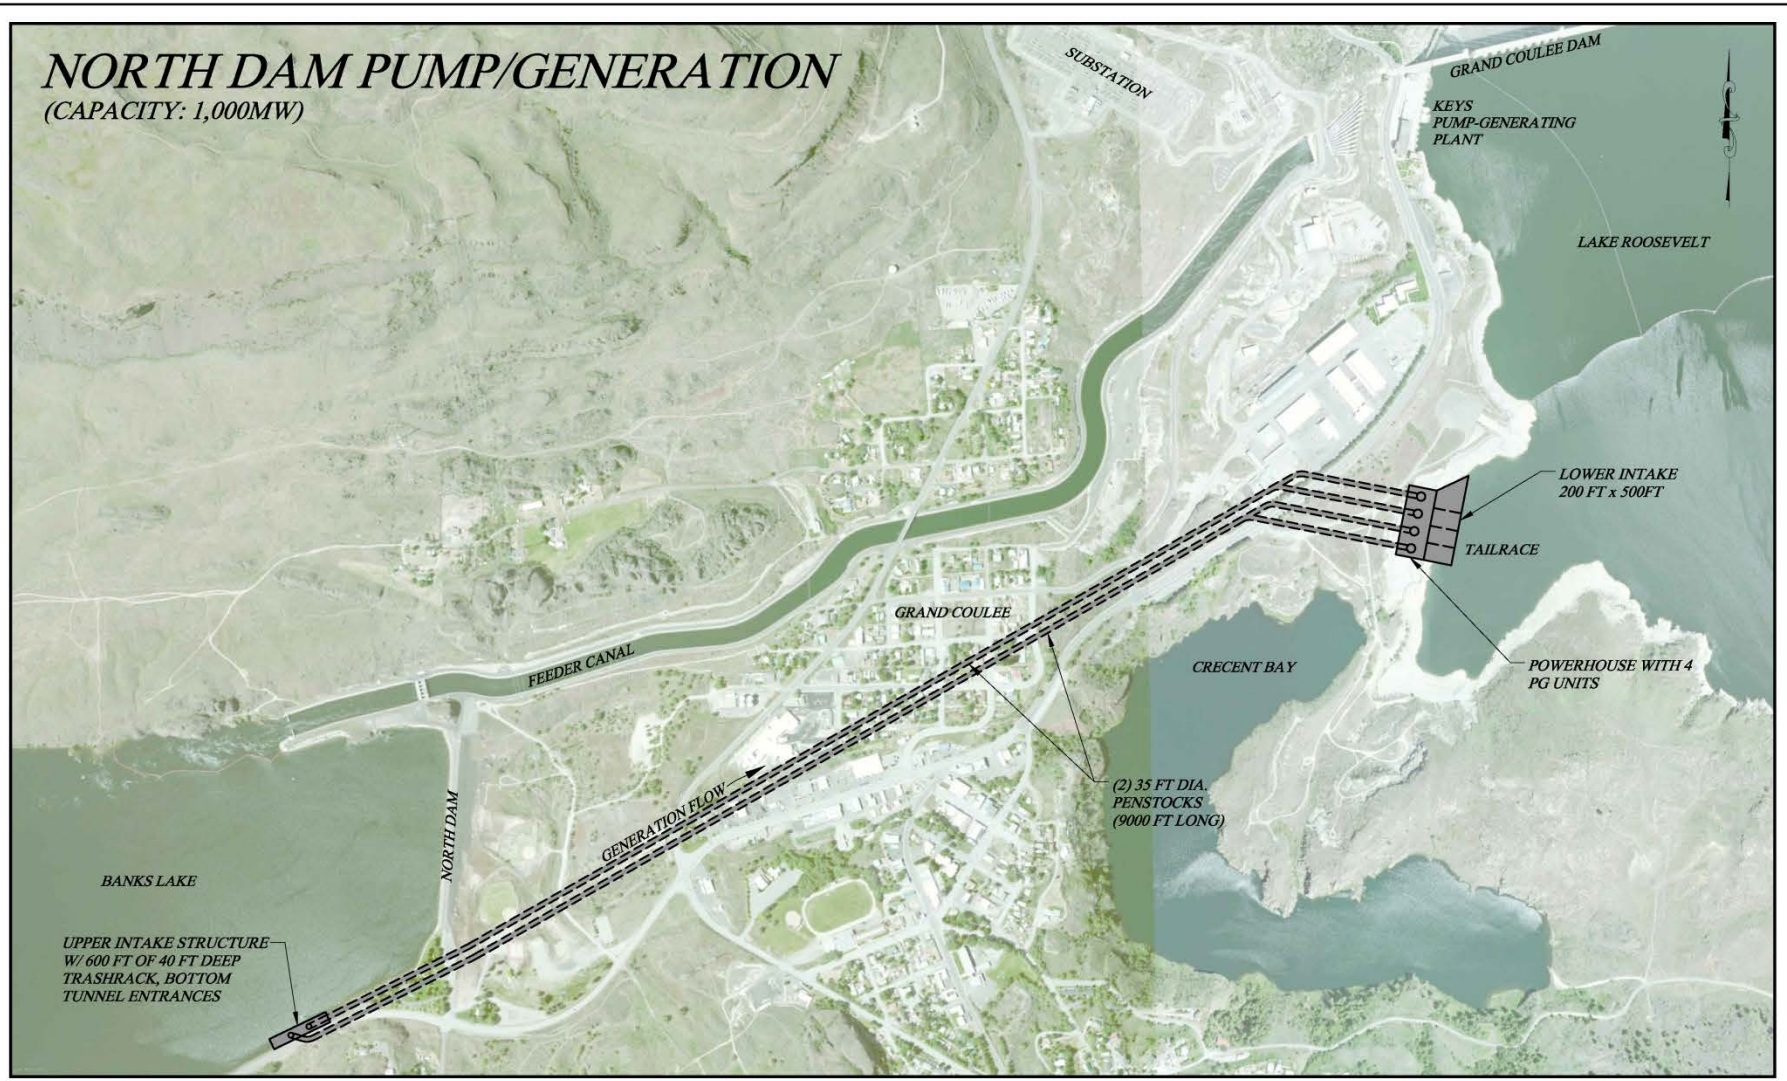 NORTH DAM PUMP/GENERATION
(CAPACITY: 1,000MW)
SUBSTATION
GRAND COULEE DAM
KEYS
PUMP-GENERATING
PLANT
LAKE ROOSEVELT
LOWER INTAKE
200 FT x 500FT
TAILRACE
GRAND COULEE
FEEDER CANAL
CRECENT BAY
POWERHOUSE WITH 4
PG UNITS
(2) 35 FT DIA.
PENSTOCKS
(9000 FT LONG)
GENERATION FLOW
NORTH DAM
BANKS LAKE
UPPER INTAKE STRUCTURE
W/ 600 FT OF 40 FT DEEP
TRASHRACK, BOTTOM
TUNNEL ENTRANCES